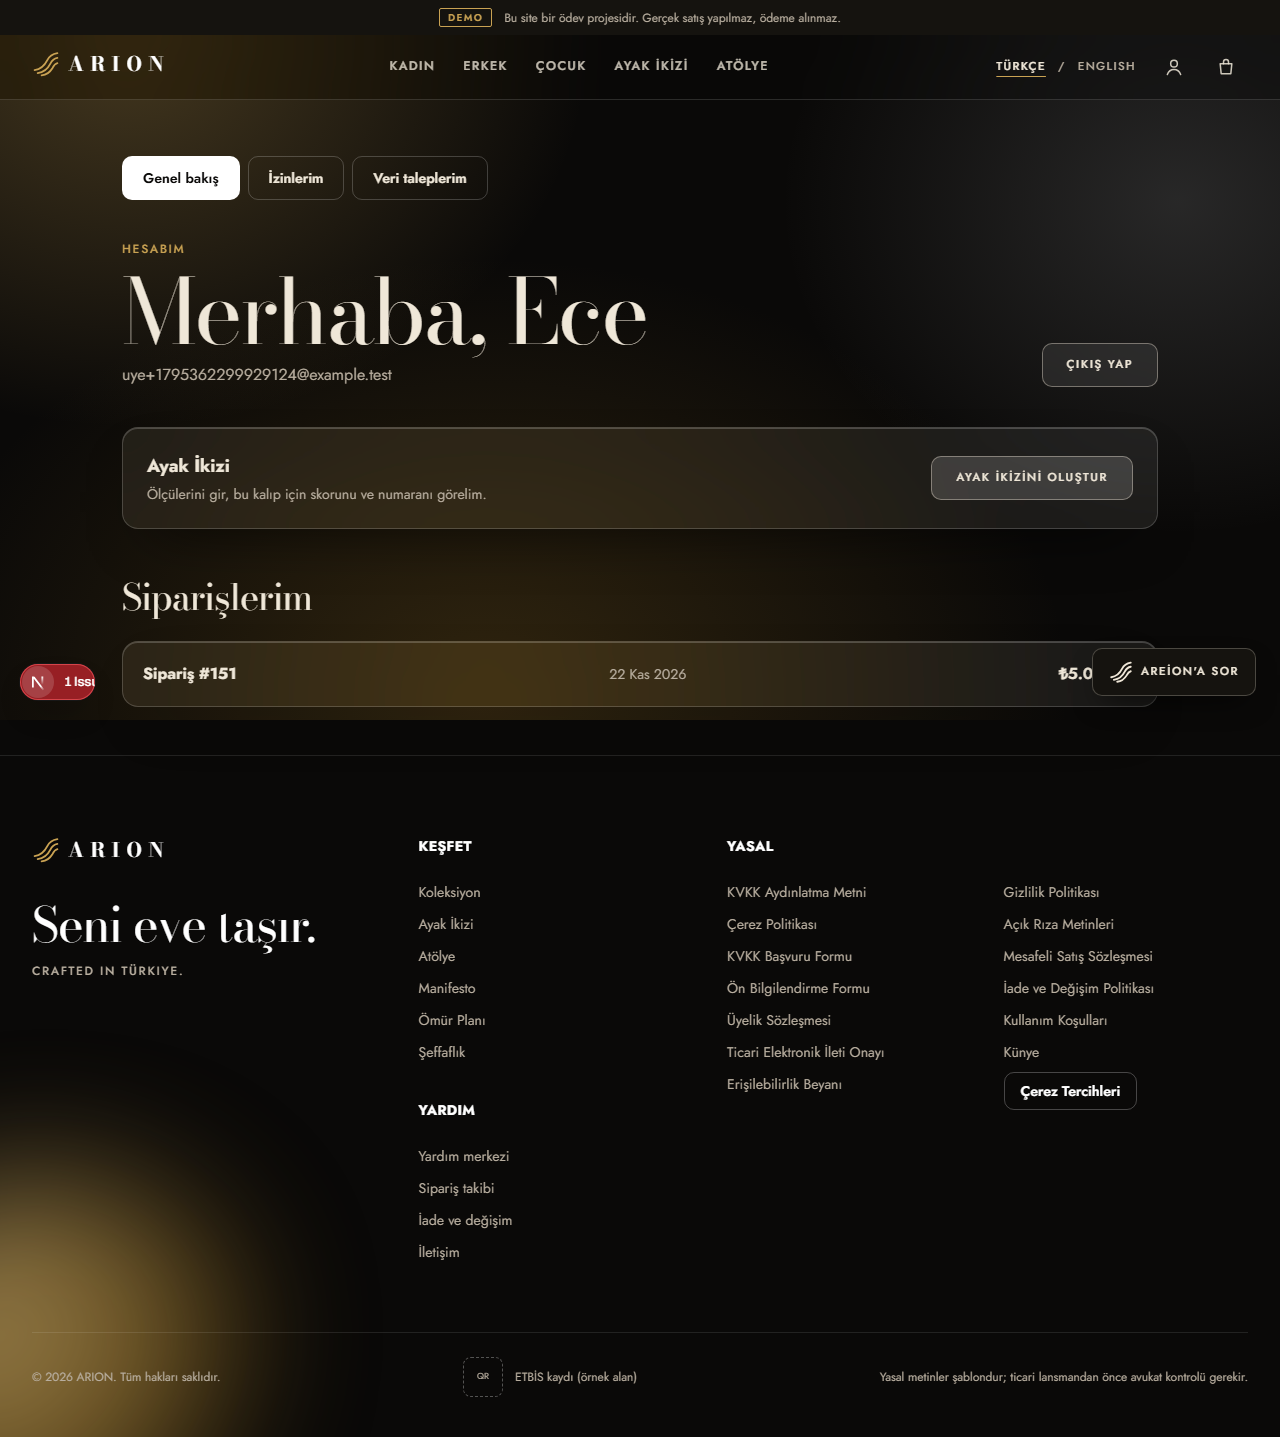 DEMO Bu site bir ödev projesidir. Gerçek satış yapılmaz, ödeme alınmaz.
ARION KADIN ERKEK ÇOCUK AYAK İKİZİ ATÖLYE TÜRKÇE / ENGLISH
Genel bakış İzinlerim Veri taleplerim
HESABIM
Merhaba, Ece
uye+1795362299929124@example.test
ÇIKIŞ YAP
Ayak İkizi
Ölçülerini gir, bu kalıp için skorunu ve numaranı görelim.
AYAK İKİZİNİ OLUŞTUR
Siparişlerim
Sipariş #151 22 Kas 2026 ₺5.0
N 1 Issu
AREİON'A SOR
ARION
Seni eve taşır.
CRAFTED IN TÜRKIYE.
KEŞFET
Koleksiyon
Ayak İkizi
Atölye
Manifesto
Ömür Planı
Şeffaflık
YARDIM
Yardım merkezi
Sipariş takibi
İade ve değişim
İletişim
YASAL
KVKK Aydınlatma Metni
Çerez Politikası
KVKK Başvuru Formu
Ön Bilgilendirme Formu
Üyelik Sözleşmesi
Ticari Elektronik İleti Onayı
Erişilebilirlik Beyanı
Gizlilik Politikası
Açık Rıza Metinleri
Mesafeli Satış Sözleşmesi
İade ve Değişim Politikası
Kullanım Koşulları
Künye
Çerez Tercihleri
© 2026 ARION. Tüm hakları saklıdır.
QR ETBİS kaydı (örnek alan)
Yasal metinler şablondur; ticari lansmandan önce avukat kontrolü gerekir.